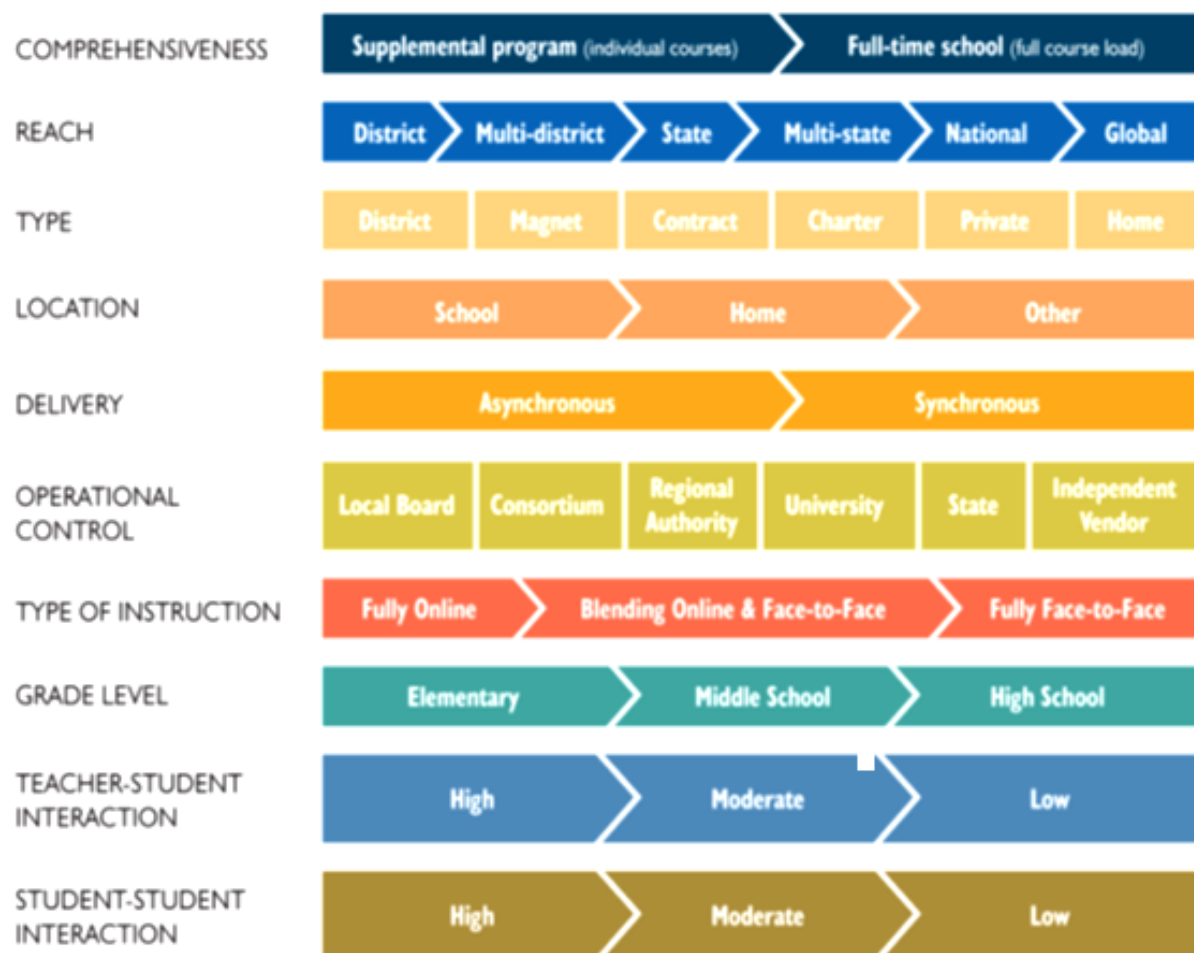 COMPREHENSIVENESS
Supplemental program (individual courses)
Full-time school (full course load)
REACH
District
Multi-district
State
Multi-state
National
Global
TYPE
District
Magnet
Contract
Charter
Private
Home
LOCATION
School
Home
Other
DELIVERY
Asynchronous
Synchronous
OPERATIONAL
CONTROL
Local Board
Consortium
Regional
Authority
University
State
Independent
Vendor
TYPE OF INSTRUCTION
Fully Online
Blending Online & Face-to-Face
Fully Face-to-Face
GRADE LEVEL
Elementary
Middle School
High School
TEACHER-STUDENT
INTERACTION
High
Moderate
Low
STUDENT-STUDENT
INTERACTION
High
Moderate
Low